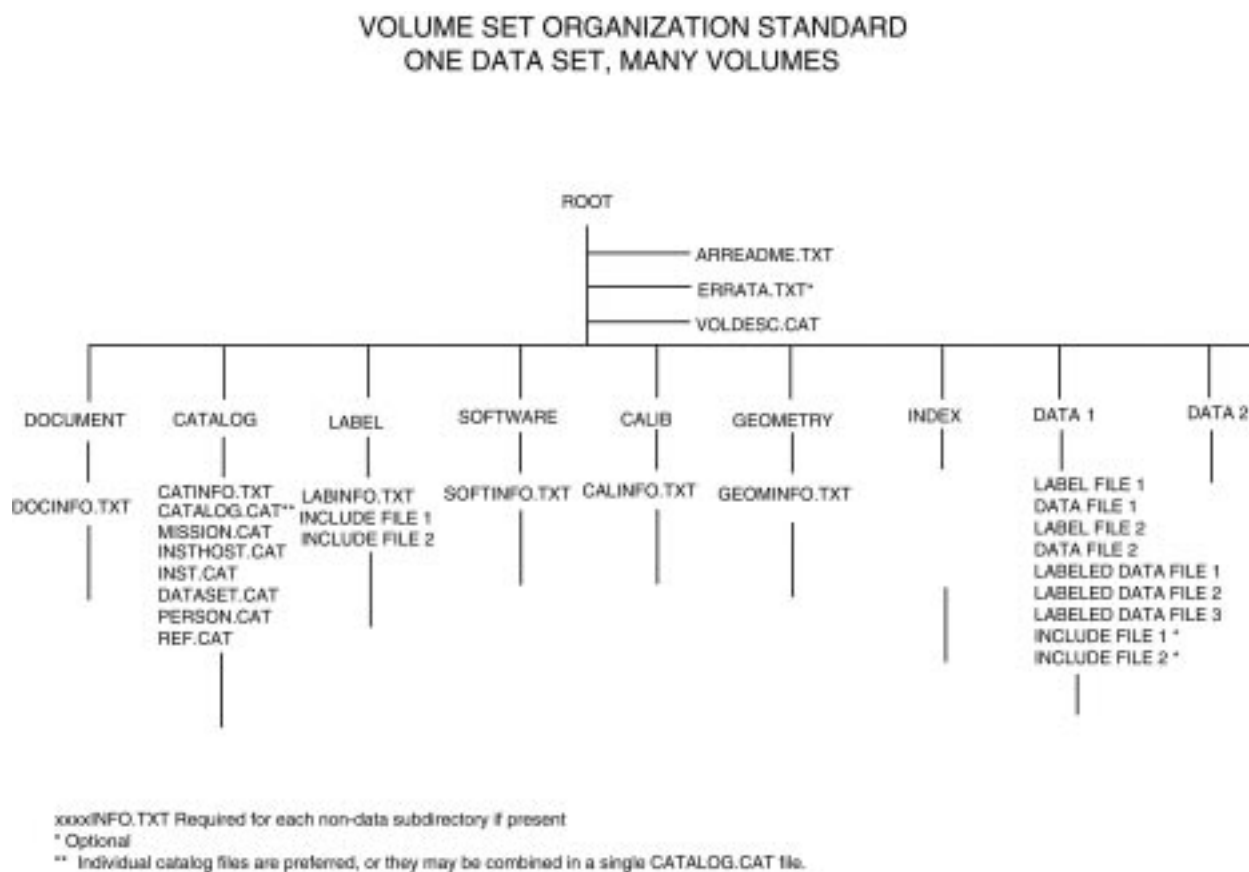 VOLUME SET ORGANIZATION STANDARD
ONE DATA SET, MANY VOLUMES
ROOT
ARREADME.TXT
ERRATA.TXT*
VOLDESC.CAT
DOCUMENT
DOCINFO.TXT
CATALOG
CATINFO.TXT
CATALOG.CAT**
MISSION.CAT
INSTHOST.CAT
INST.CAT
DATASET.CAT
PERSON.CAT
REF.CAT
LABEL
LABINFO.TXT
INCLUDE FILE 1
INCLUDE FILE 2
SOFTWARE
SOFTINFO.TXT
CALIB
CALINFO.TXT
GEOMETRY
GEOMINFO.TXT
INDEX
DATA 1
LABEL FILE 1
DATA FILE 1
LABEL FILE 2
DATA FILE 2
LABELED DATA FILE 1
LABELED DATA FILE 2
LABELED DATA FILE 3
INCLUDE FILE 1 *
INCLUDE FILE 2 *
DATA 2
xxxxINFO.TXT Required for each non-data subdirectory if present
* Optional
** Individual catalog files are preferred, or they may be combined in a single CATALOG.CAT file.